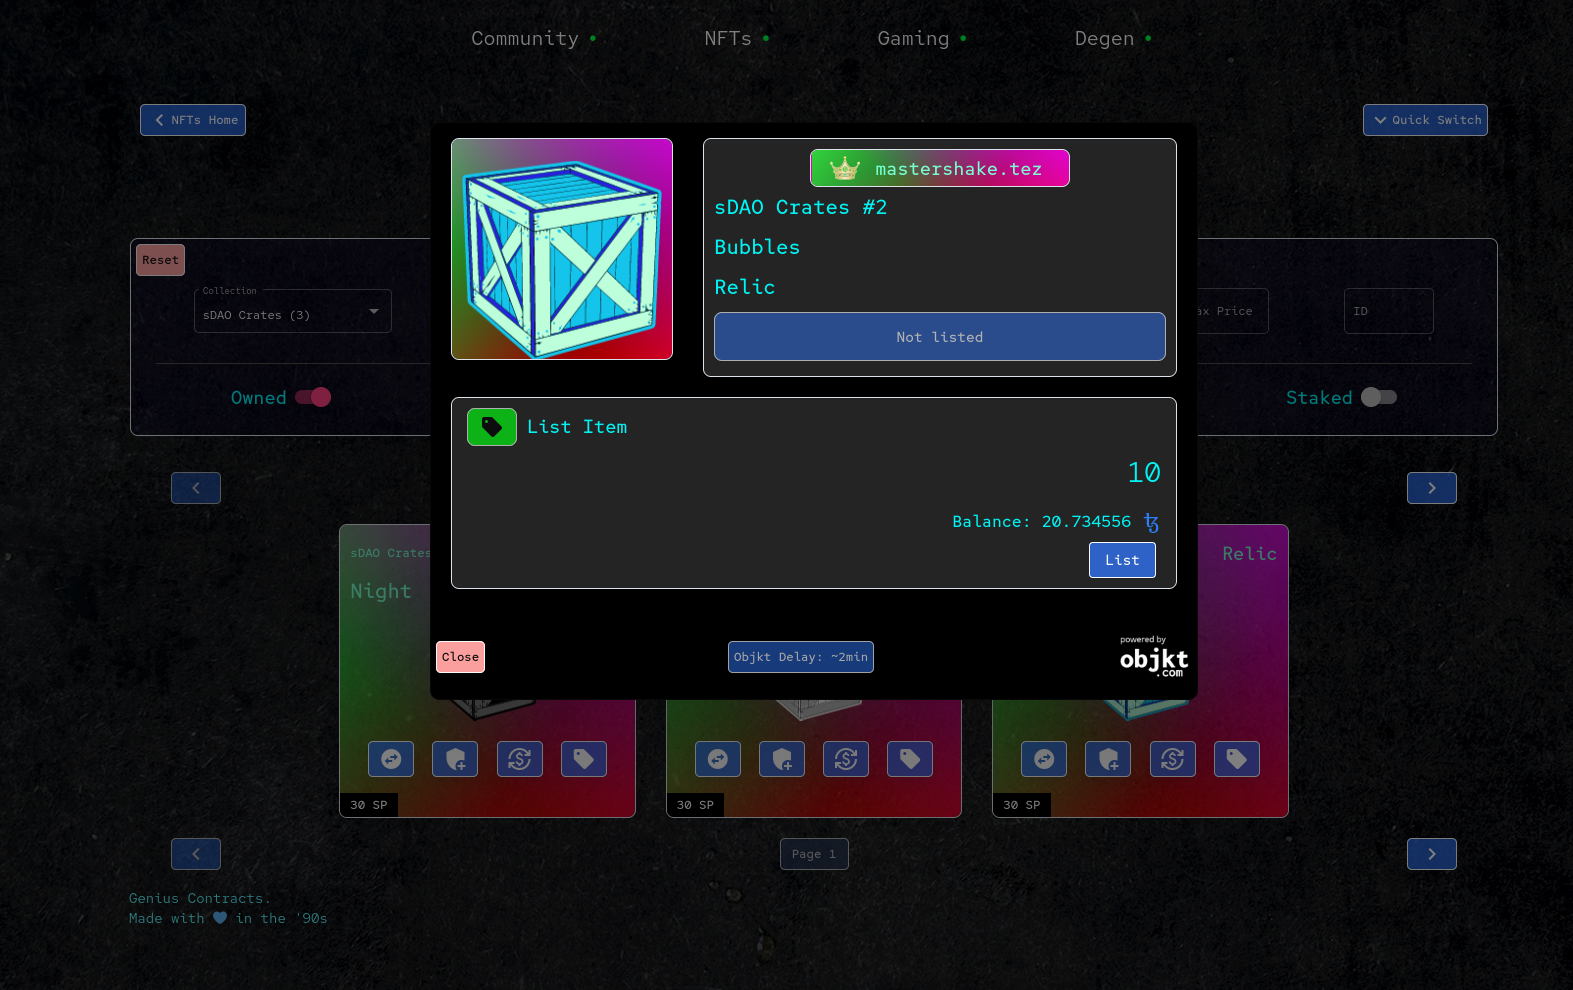 Community
NFTs
Gaming
Degen
NFTs Home
Quick Switch
mastershake.tez
sDAO Crates #2
Bubbles
Relic
Not listed
Reset
Collection
sDAO Crates (3)
ax Price
ID
Owned
Staked
List Item
10
Balance: 20.734556 ꜩ
List
sDAO Crates
Night
Relic
Close
Objkt Delay: ~2min
powered by
objkt
.com
30 SP
30 SP
30 SP
Page 1
Genius Contracts.
Made with 💙 in the '90s